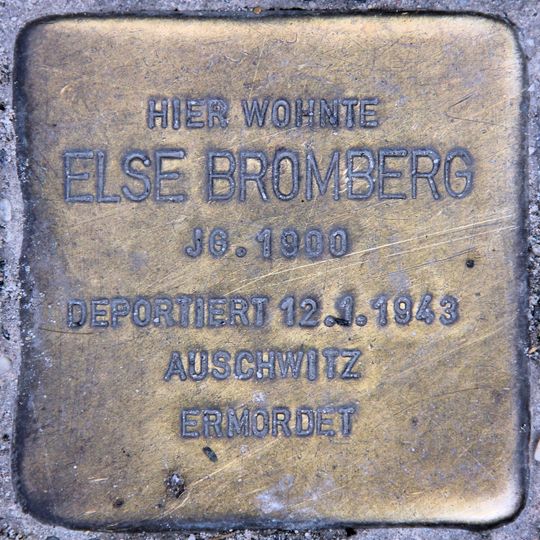 HIER WOHNTE
ELSE BROMBERG
JG. 1900
DEPORTIERT 12.1.1943
AUSCHWITZ
ERMORDET